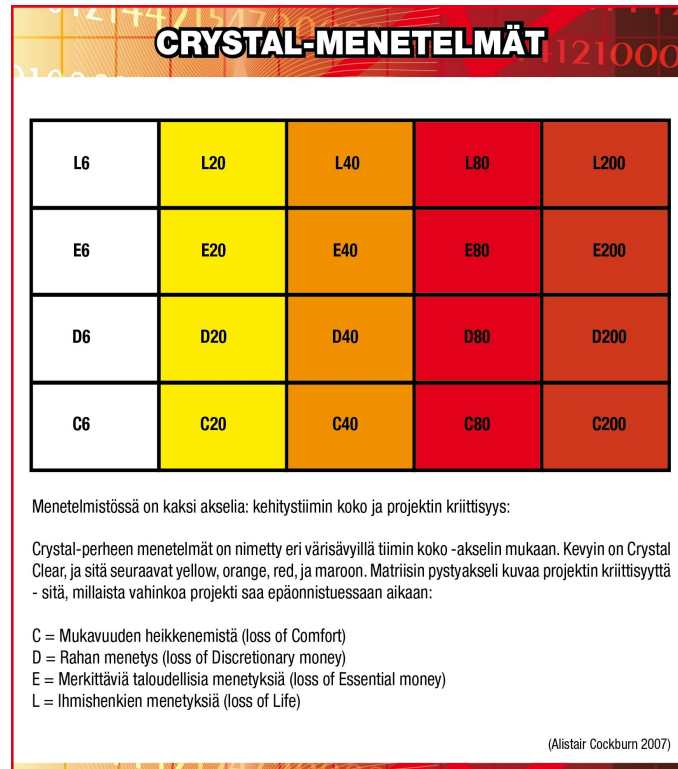 CRYSTAL-MENETELMÄT
L6 L20 L40 L80 L200
E6 E20 E40 E80 E200
D6 D20 D40 D80 D200
C6 C20 C40 C80 C200
Menetelmistössä on kaksi akselia: kehitystiimin koko ja projektin kriittisyys:
Crystal-perheen menetelmät on nimetty eri värisävyillä tiimin koko -akselin mukaan. Kevyin on Crystal
Clear, ja sitä seuraavat yellow, orange, red, ja maroon. Matriisin pystyakseli kuvaa projektin kriittisyyttä
- sitä, millaista vahinkoa projekti saa epäonnistuessaan aikaan:
C = Mukavuuden heikkenemistä (loss of Comfort)
D = Rahan menetys (loss of Discretionary money)
E = Merkittäviä taloudellisia menetyksiä (loss of Essential money)
L = Ihmishenkien menetyksiä (loss of Life)
(Alistair Cockburn 2007)